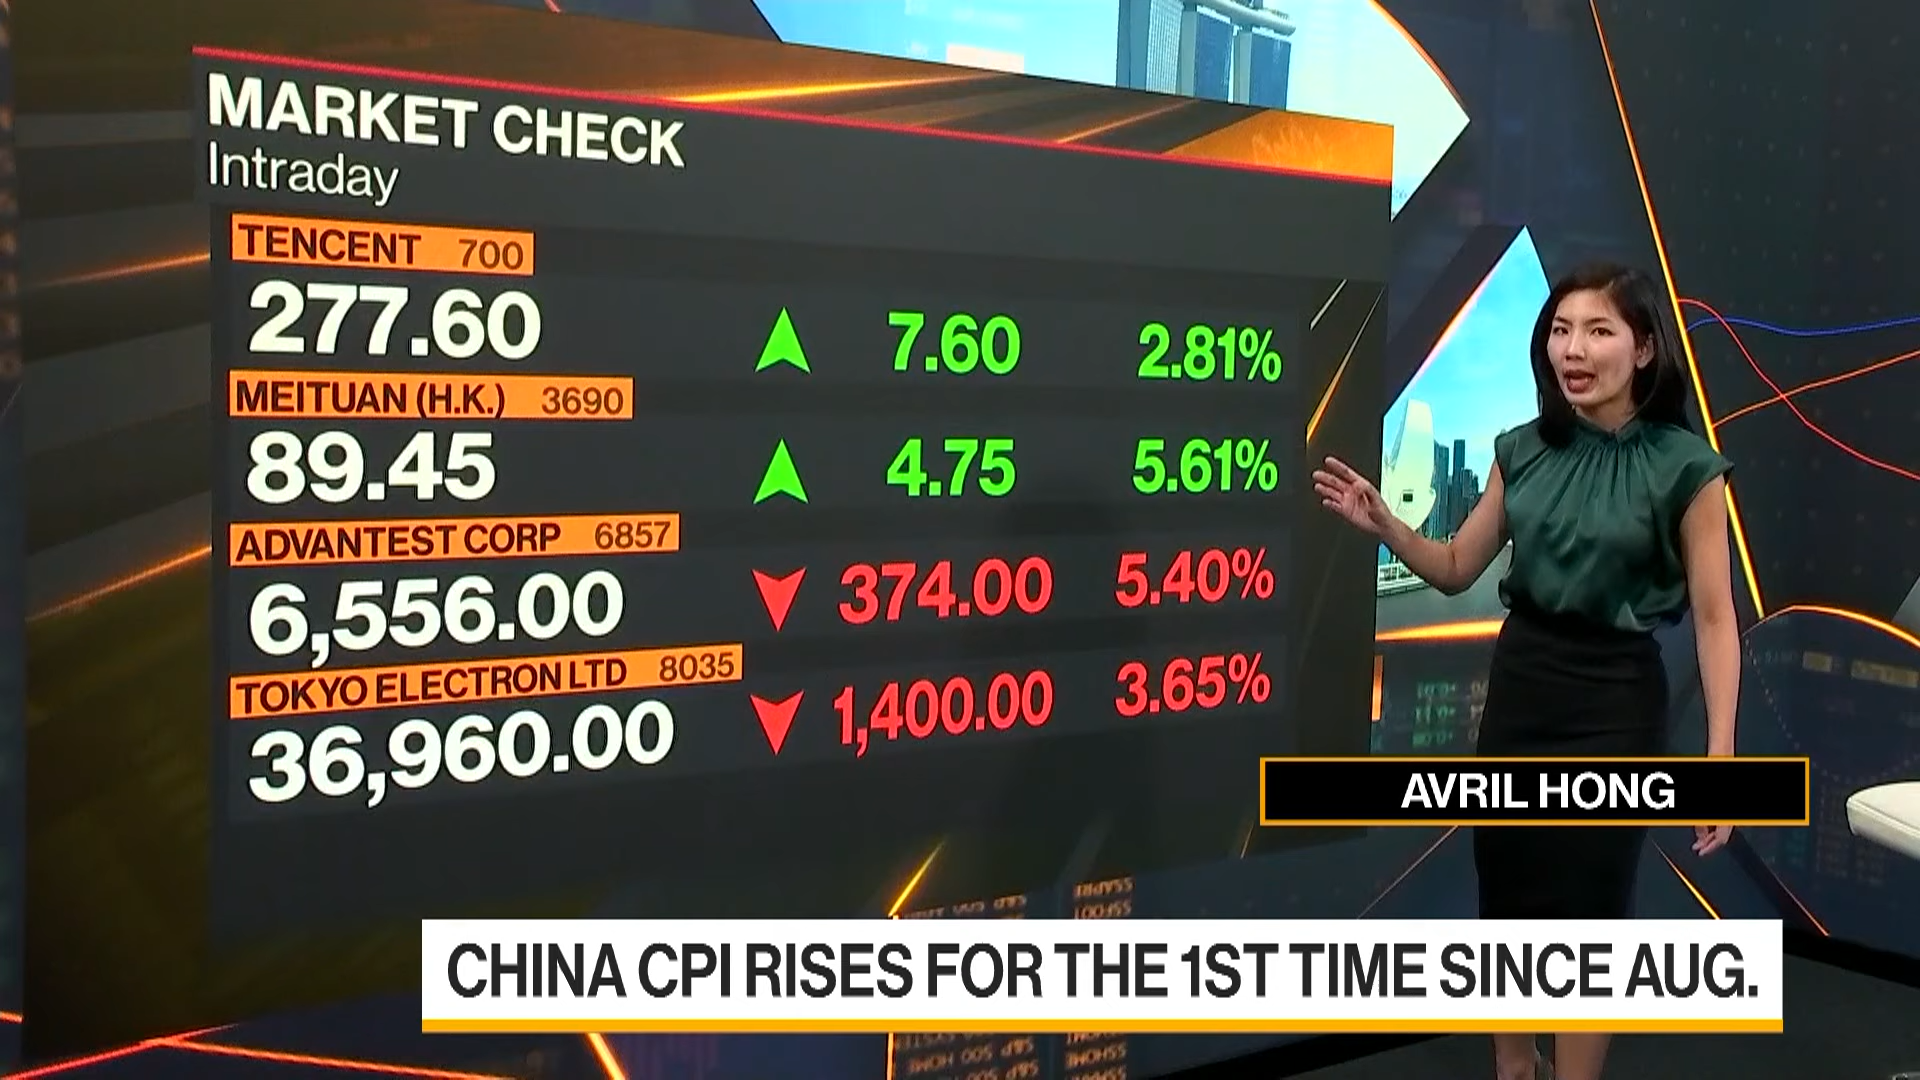 MARKET CHECK
Intraday
TENCENT 700
277.60 7.60 2.81%
MEITUAN (H.K.) 3690
89.45 4.75 5.61%
ADVANTEST CORP 6857
6,556.00 374.00 5.40%
TOKYO ELECTRON LTD 8035
36,960.00 1,400.00 3.65%
AVRIL HONG
CHINA CPI RISES FOR THE 1ST TIME SINCE AUG.